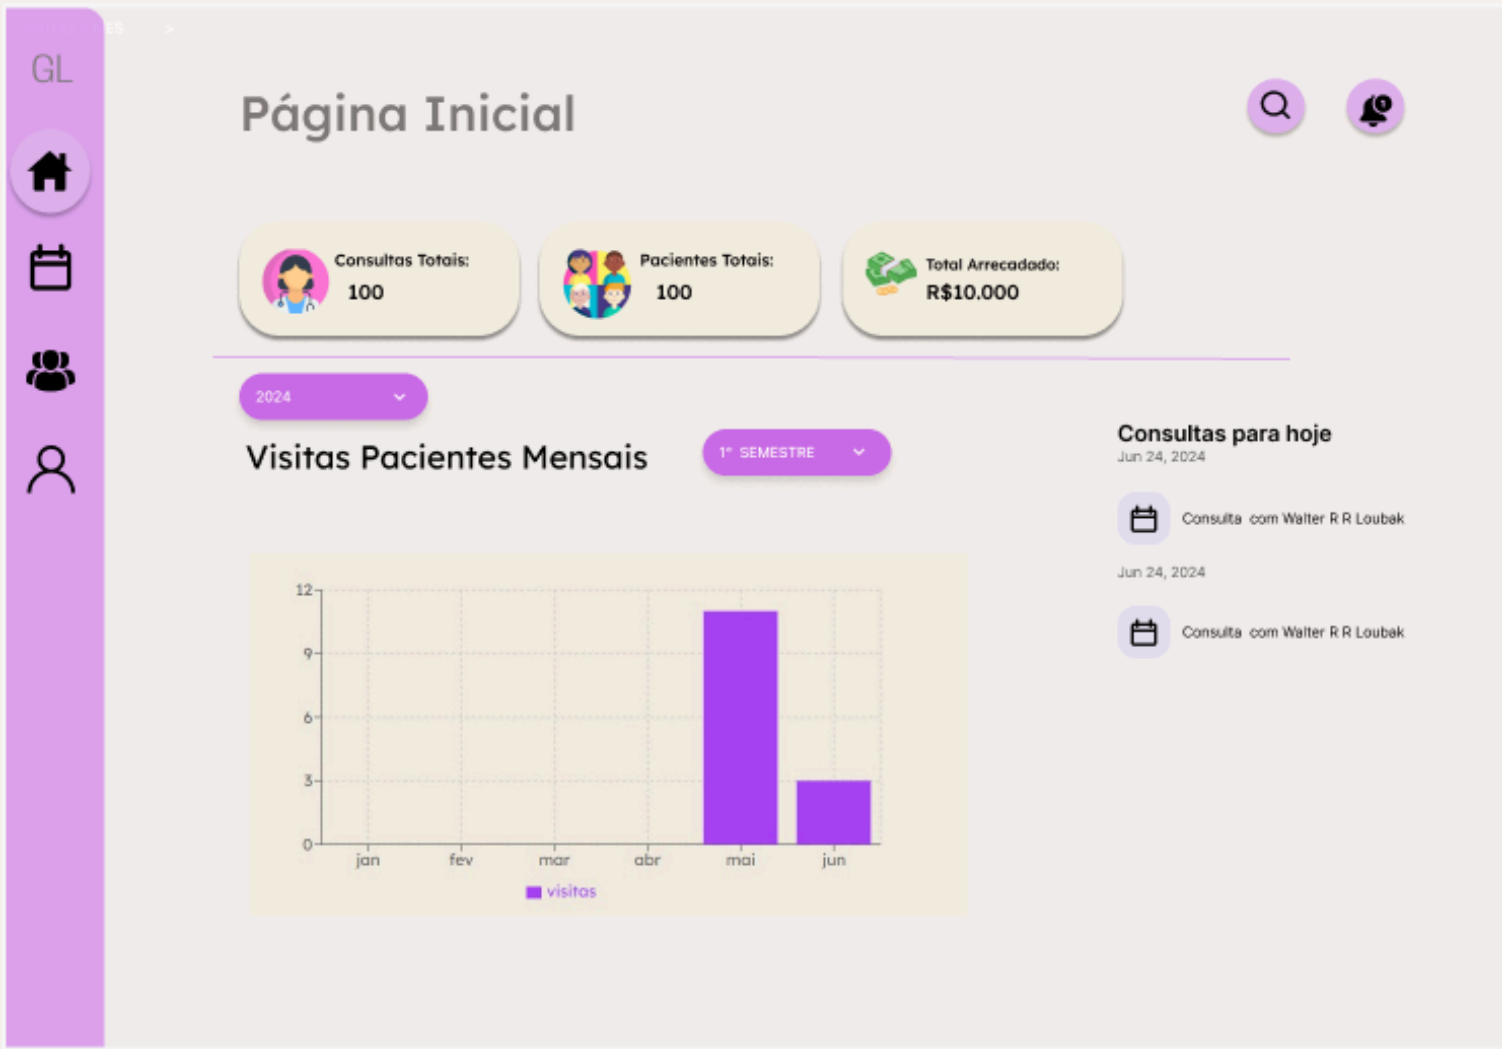 GL
Página Inicial
Consultas Totais:
100
Pacientes Totais:
100
Total Arrecadado:
R$10.000
2024
Visitas Pacientes Mensais
1º SEMESTRE
Consultas para hoje
Jun 24, 2024
Consulta com Walter R R Loubak
Jun 24, 2024
Consulta com Walter R R Loubak
12
9
6
3
0
jan fev mar abr mai jun
visitas